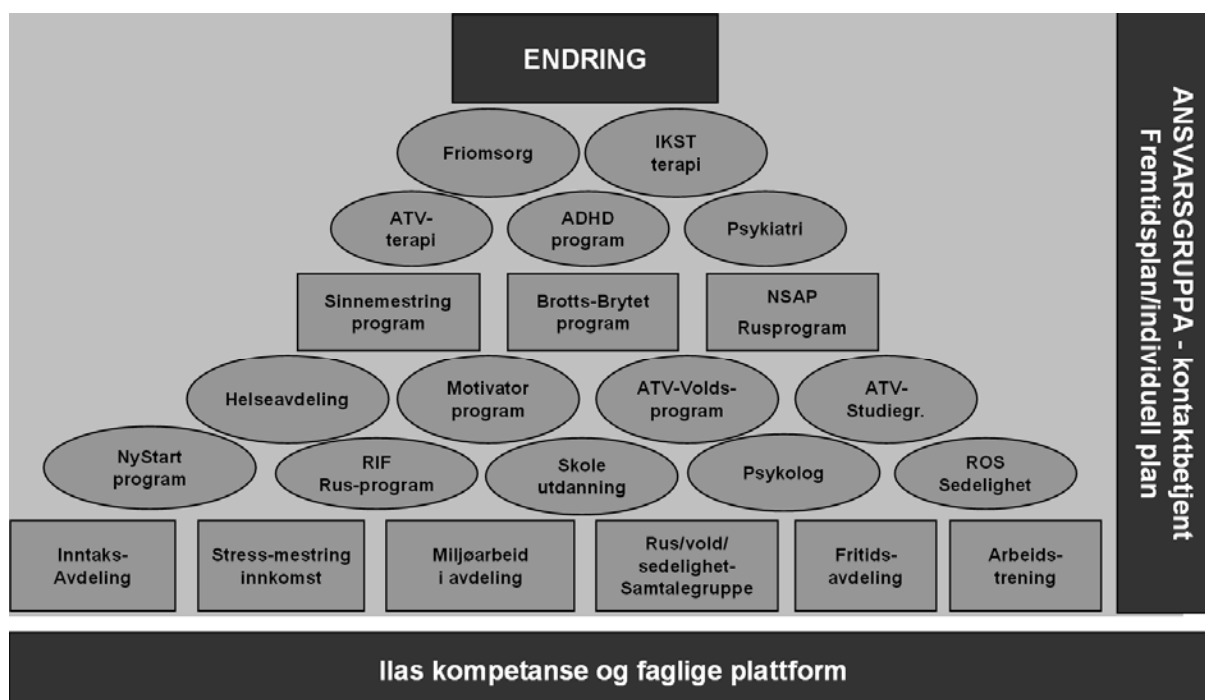 ENDRING
Friomsorg
IKST
terapi
ATV-
terapi
ADHD
program
Psykiatri
Sinnemestring
program
Brotts-Brytet
program
NSAP
Rusprogram
Helseavdeling
Motivator
program
ATV-Volds-
program
ATV-
Studiegr.
NyStart
program
RIF
Rus-program
Skole
utdanning
Psykolog
ROS
Sedelighet
Inntaks-
Avdeling
Stress-mestring
innkomst
Miljøarbeid
i avdeling
Rus/vold/
sedelighet-
Samtalegruppe
Fritids-
avdeling
Arbeids-
trening
ANSVARSGRUPPA - kontaktbetjent
Fremtidsplan/individuell plan
Ilas kompetanse og faglige plattform